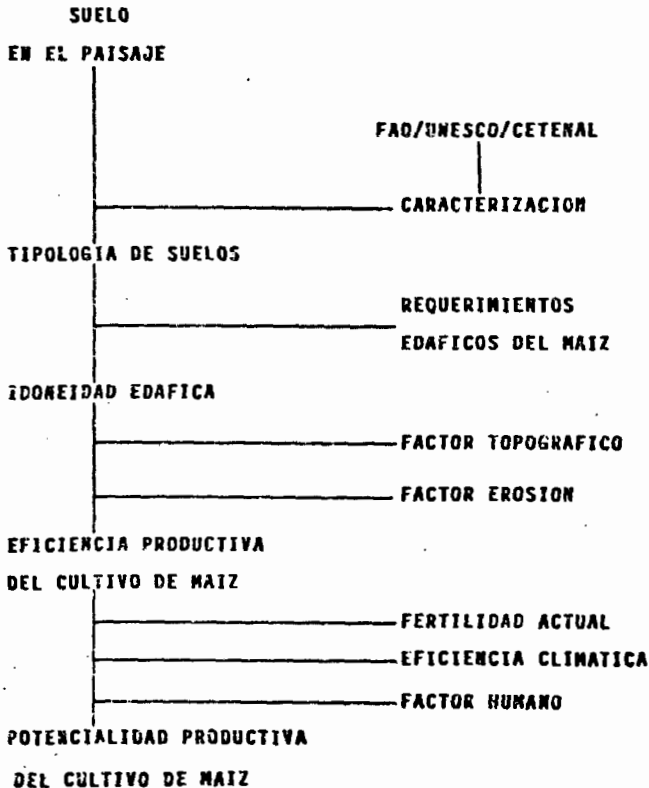 SUELO
EN EL PAISAJE
FAO/UNESCO/CETENAL
CARACTERIZACION
TIPOLOGIA DE SUELOS
REQUERIMIENTOS
EDAFICOS DEL MAIZ
IDONEIDAD EDAFICA
FACTOR TOPOGRAFICO
FACTOR EROSION
EFICIENCIA PRODUCTIVA
DEL CULTIVO DE MAIZ
FERTILIDAD ACTUAL
EFICIENCIA CLIMATICA
FACTOR HUMANO
POTENCIALIDAD PRODUCTIVA
DEL CULTIVO DE MAIZ